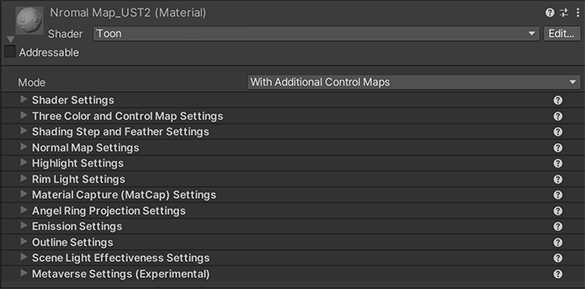 Nromal Map_UST2 (Material)
Shader Toon Edit...
Addressable
Mode With Additional Control Maps
Shader Settings
Three Color and Control Map Settings
Shading Step and Feather Settings
Normal Map Settings
Highlight Settings
Rim Light Settings
Material Capture (MatCap) Settings
Angel Ring Projection Settings
Emission Settings
Outline Settings
Scene Light Effectiveness Settings
Metaverse Settings (Experimental)